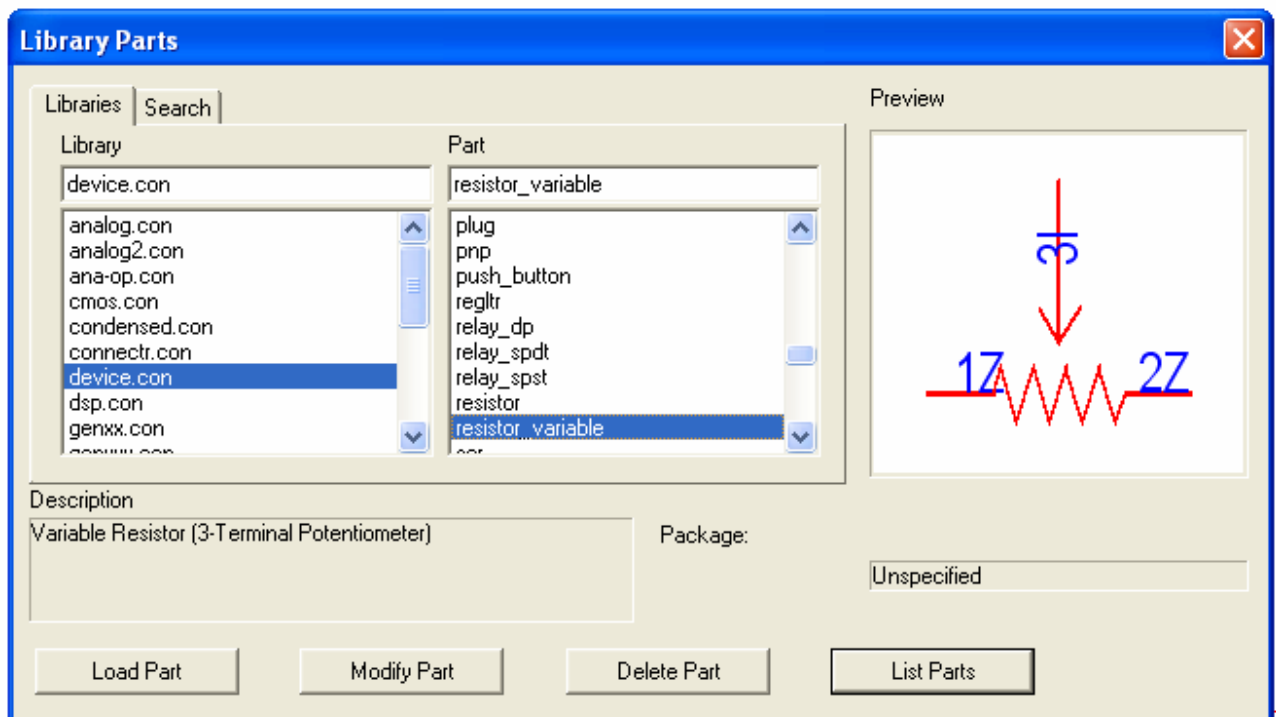 Library Parts
Libraries
Search
Library
device.con
analog.con
analog2.con
ana-op.con
cmos.con
condensed.con
connectr.con
device.con
dsp.con
genxx.con
Part
resistor_variable
plug
pnp
push_button
regltr
relay_dp
relay_spdt
relay_spst
resistor
resistor_variable
Preview
3I
1Z
2Z
Description
Variable Resistor (3-Terminal Potentiometer)
Package:
Unspecified
Load Part
Modify Part
Delete Part
List Parts